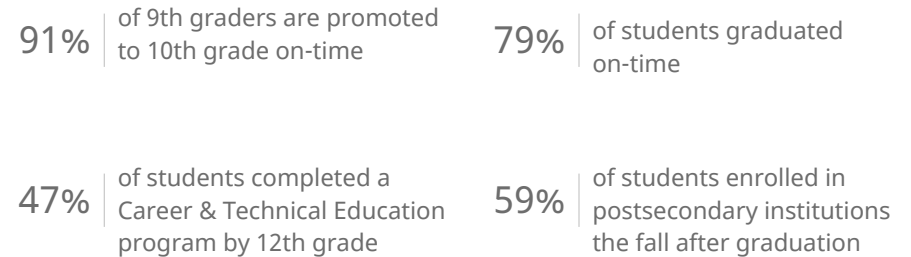 91%
of 9th graders are promoted
to 10th grade on-time
79%
of students graduated
on-time
47%
of students completed a
Career & Technical Education
program by 12th grade
59%
of students enrolled in
postsecondary institutions
the fall after graduation